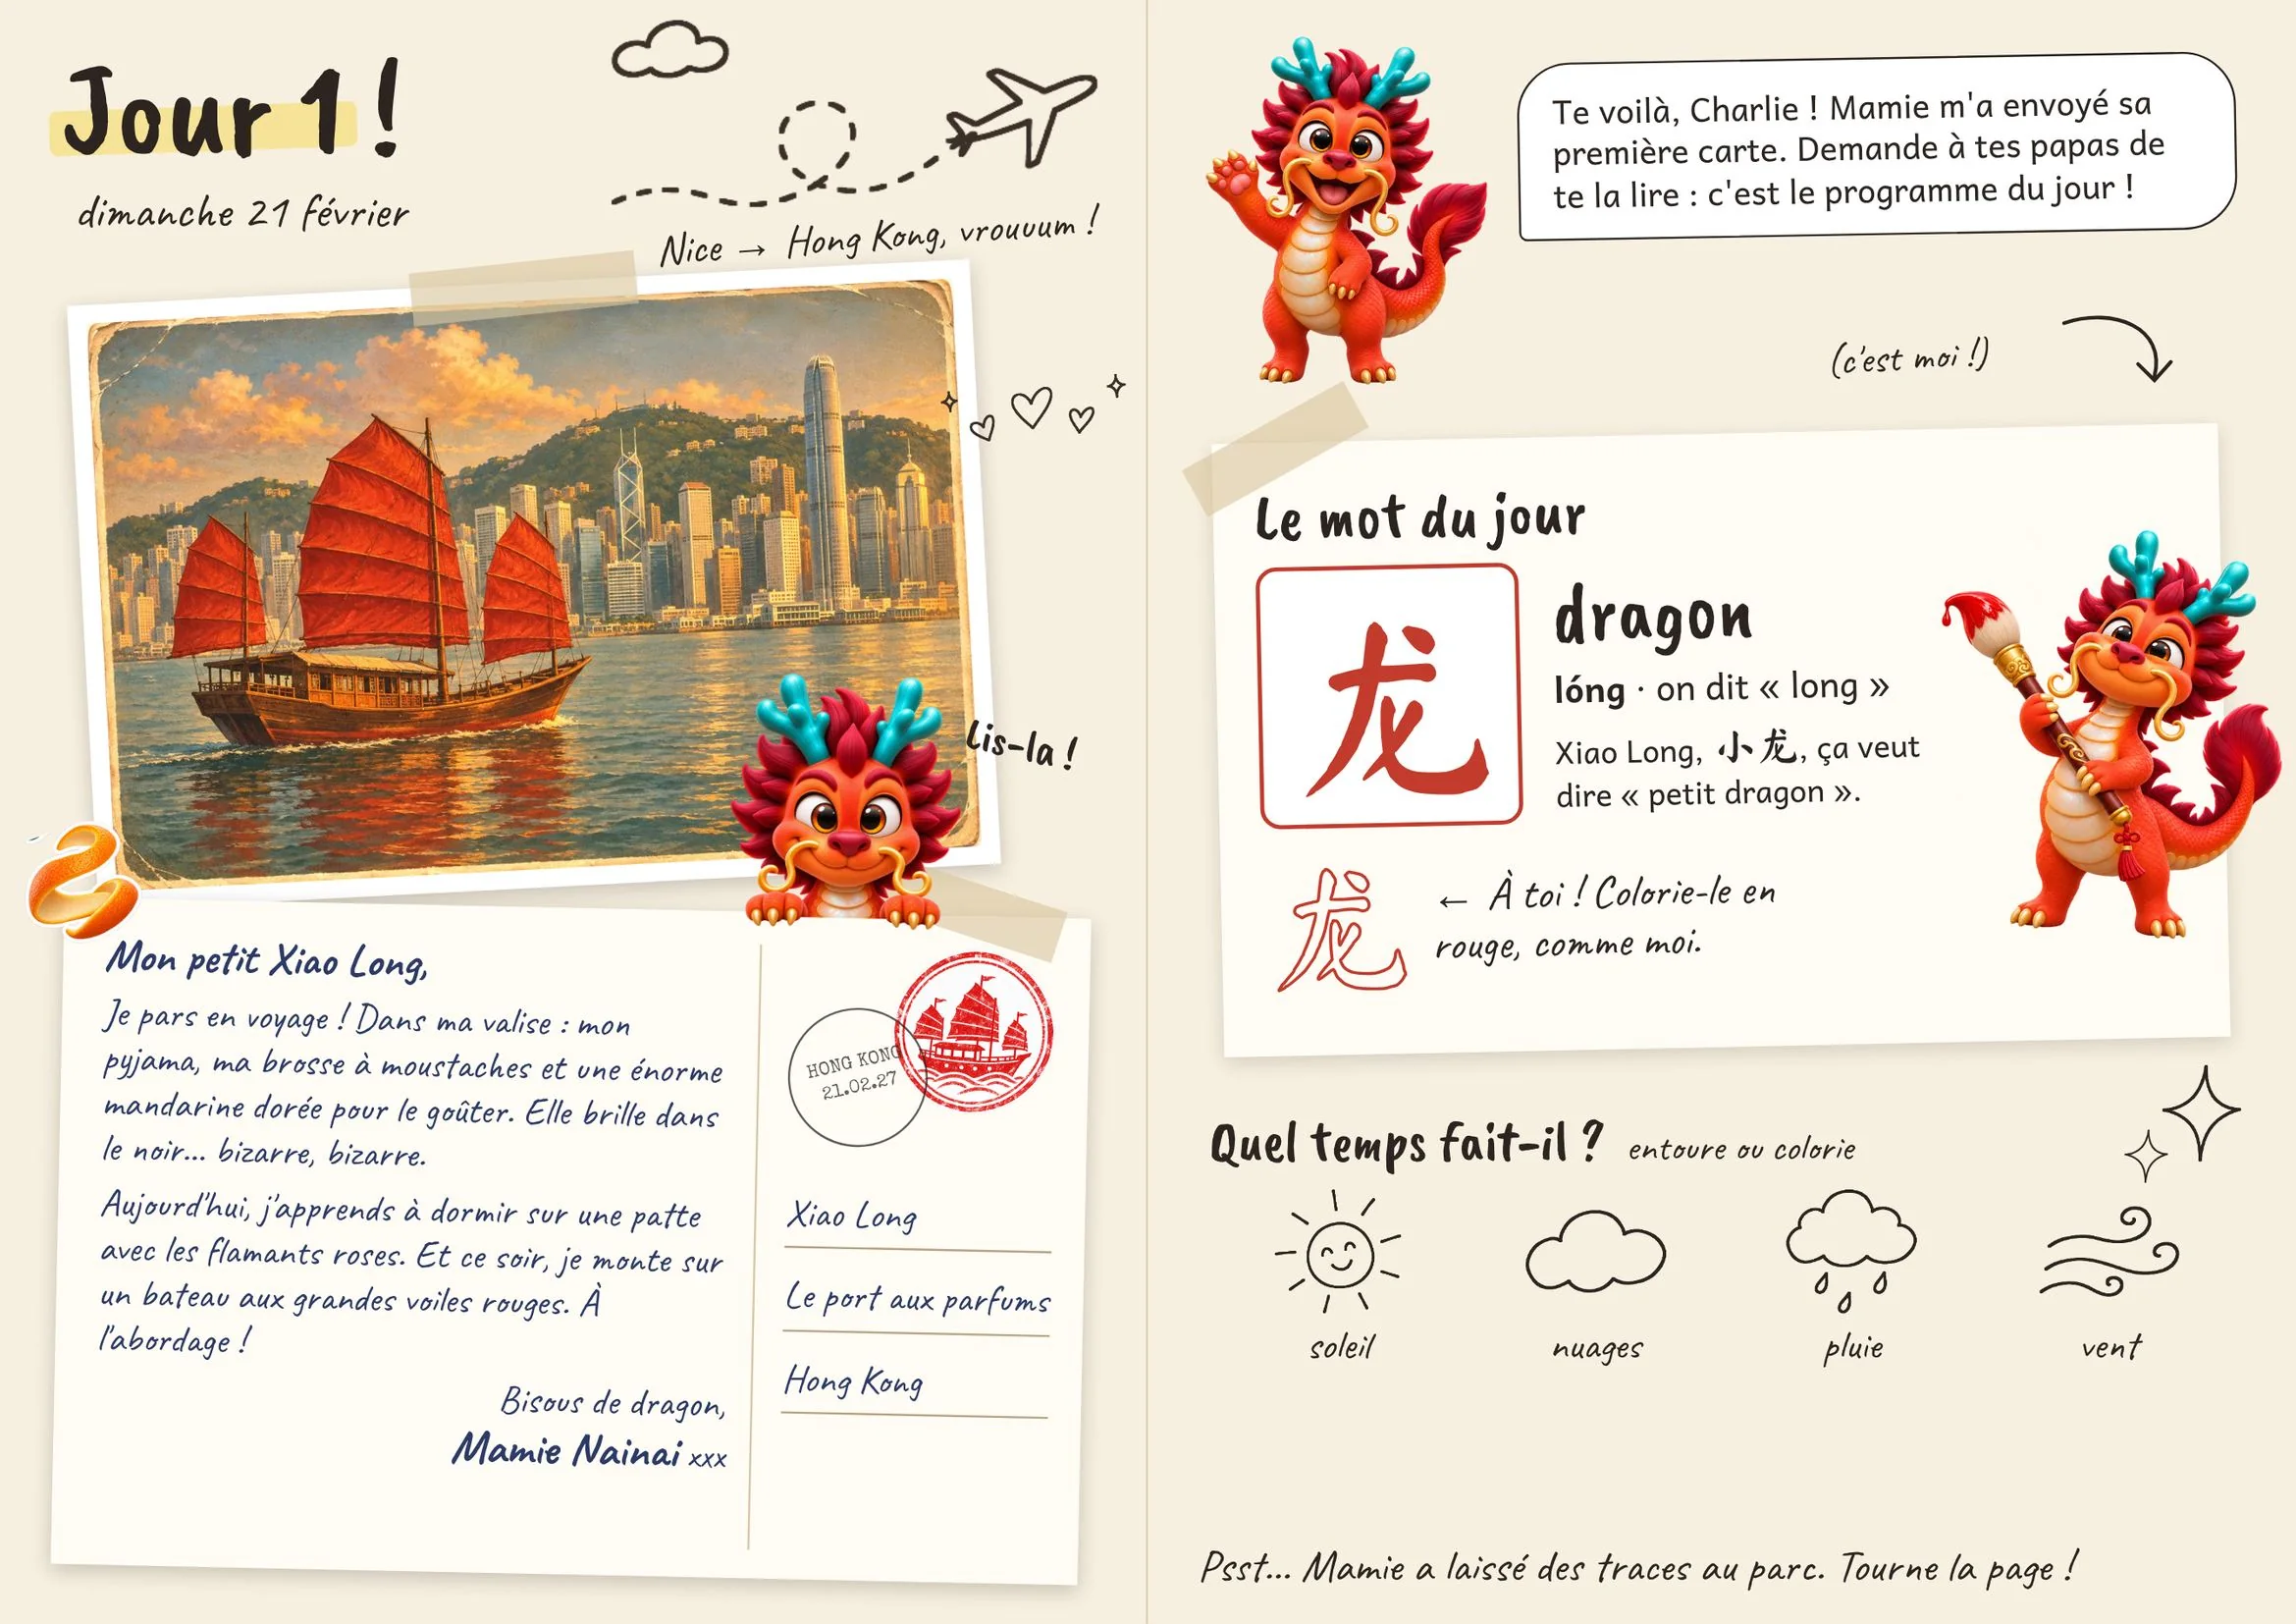 Jour 1 !
dimanche 21 février
Nice → Hong Kong, vrouuum !
Lis-la !
Mon petit Xiao Long,
Je pars en voyage ! Dans ma valise : mon
pyjama, ma brosse à moustaches et une énorme
mandarine dorée pour le goûter. Elle brille dans
le noir... bizarre, bizarre.
Aujourd'hui, j'apprends à dormir sur une patte
avec les flamants roses. Et ce soir, je monte sur
un bateau aux grandes voiles rouges. À
l'abordage !
Bisous de dragon,
Mamie Nainai xxx
HONG KONG
21.02.27
Xiao Long
Le port aux parfums
Hong Kong
Te voilà, Charlie ! Mamie m'a envoyé sa
première carte. Demande à tes papas de
te la lire : c'est le programme du jour !
(c'est moi !)
Le mot du jour
龙
dragon
lóng · on dit « long »
Xiao Long, 小龙, ça veut
dire « petit dragon ».
龙
← À toi ! Colorie-le en
rouge, comme moi.
Quel temps fait-il ? entoure ou colorie
soleil
nuages
pluie
vent
Psst... Mamie a laissé des traces au parc. Tourne la page !